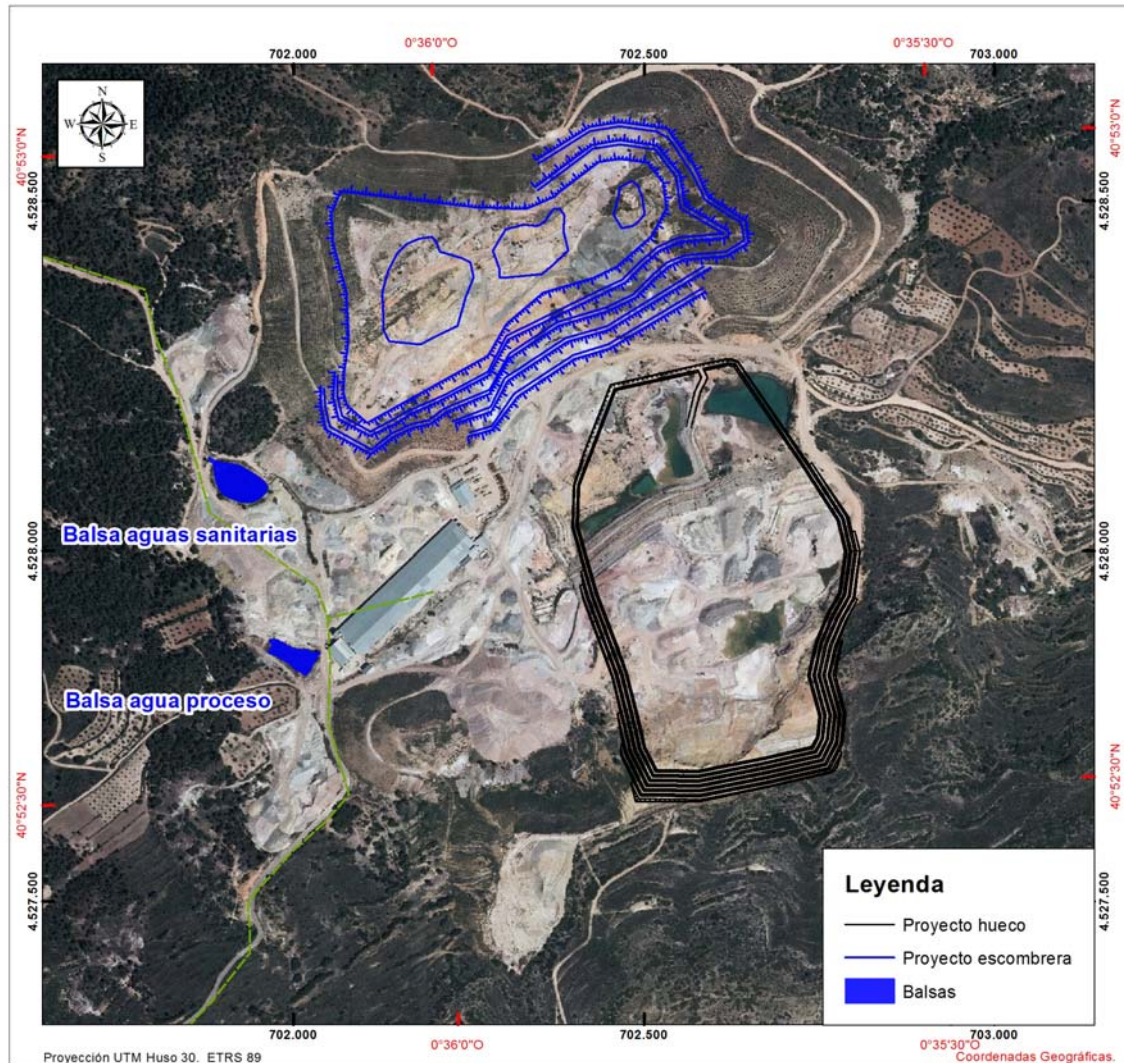 0°36'0"O
0°35'30"O
702.000
702.500
703.000
40°53'0"N
40°53'0"N
N
W
E
S
4.528.500
4.528.500
Balsa aguas sanitarias
4.528.000
4.528.000
Balsa agua proceso
40°52'30"N
40°52'30"N
4.527.500
4.527.500
Leyenda
Proyecto hueco
Proyecto escombrera
Balsas
702.000
702.500
703.000
0°36'0"O
0°35'30"O
Proyección UTM Huso 30. ETRS 89
Coordenadas Geográficas.